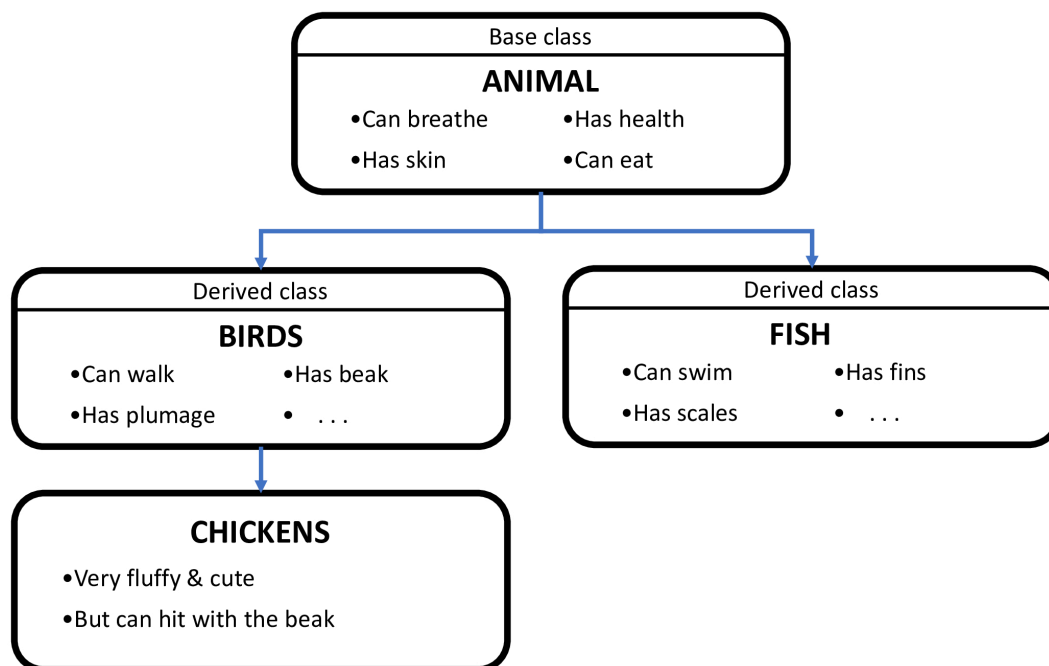 Base class
ANIMAL
•Can breathe •Has health
•Has skin •Can eat
Derived class
BIRDS
•Can walk •Has beak
•Has plumage • . . .
Derived class
FISH
•Can swim •Has fins
•Has scales • . . .
CHICKENS
•Very fluffy & cute
•But can hit with the beak